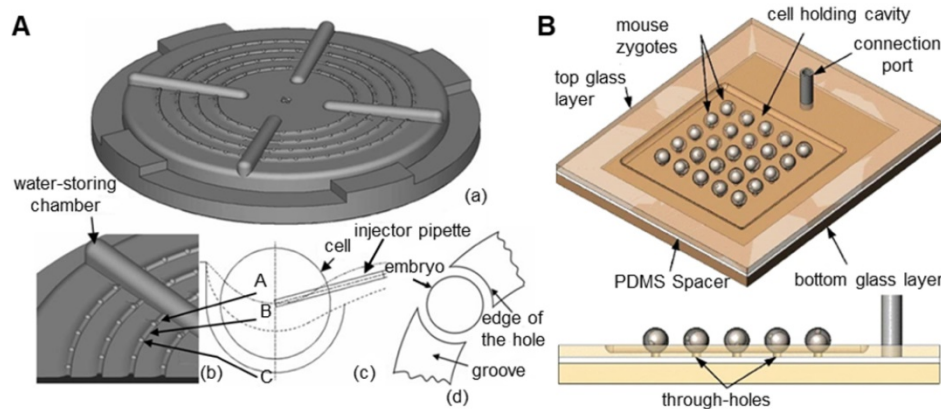 A
(a)
water-storing
chamber
A
B
C
(b)
cell
injector pipette
(c)
embryo
edge of
the hole
groove
(d)
B
mouse
zygotes
cell holding cavity
connection
port
top glass
layer
PDMS Spacer
bottom glass layer
through-holes